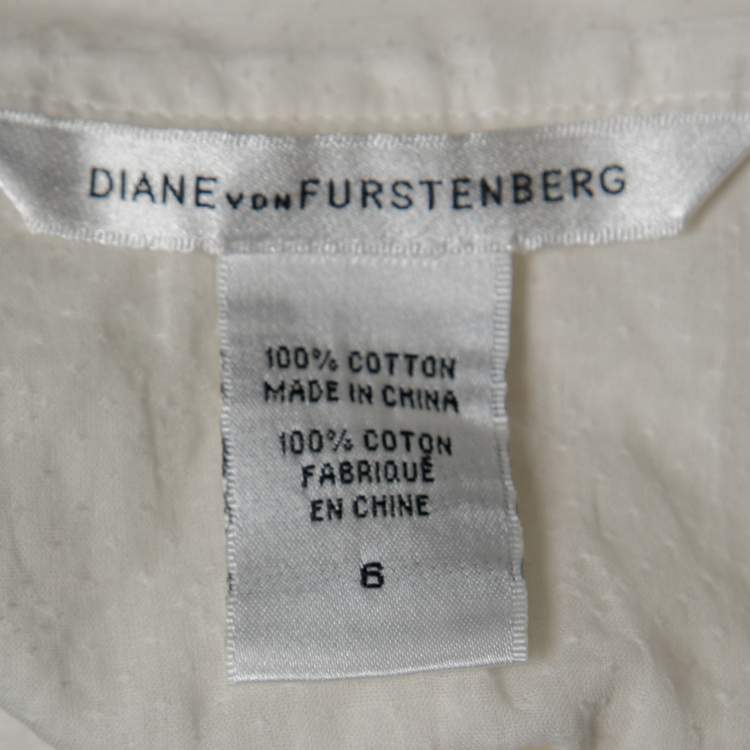 DIANE VON FURSTENBERG
100% COTTON
MADE IN CHINA
100% COTON
FABRIQUÉ
EN CHINE
6